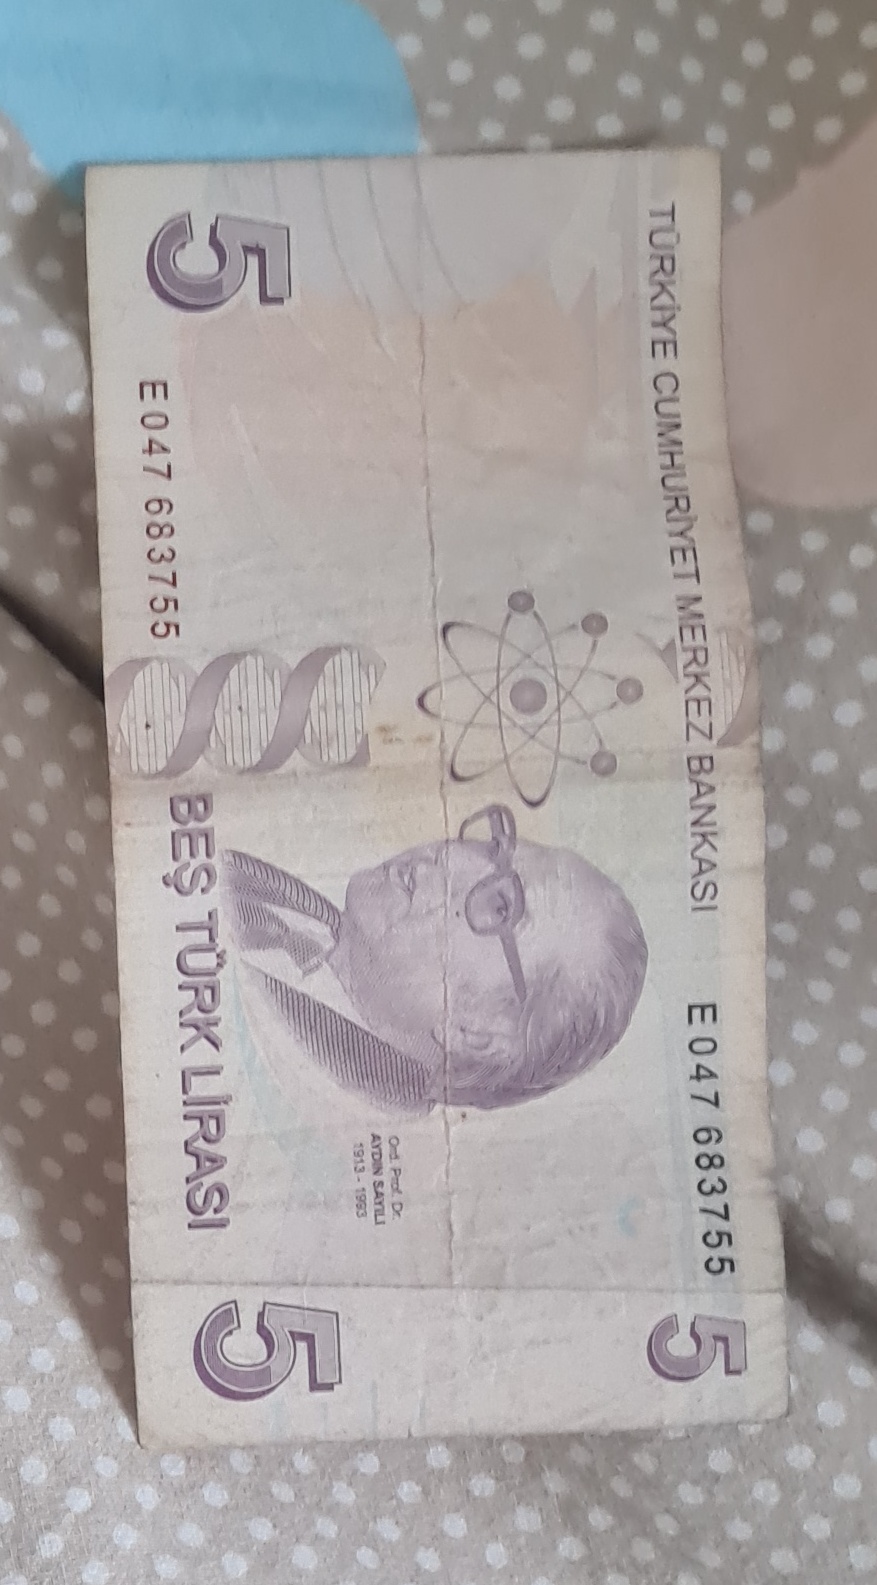 TÜRKİYE CUMHURİYET MERKEZ BANKASI
E047 683755
5
5
E047 683755
BEŞ TÜRK LİRASI
Ord. Prof. Dr.
AYDIN SAYILI
1913 - 1993
5